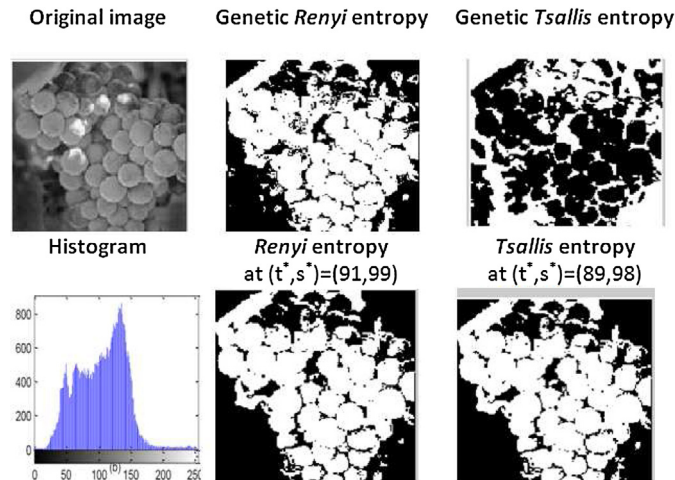 Original image
Genetic Renyi entropy
Genetic Tsallis entropy
Histogram
Renyi entropy
at (t*,s*)=(91,99)
Tsallis entropy
at (t*,s*)=(89,98)
800
600
400
200
0
0 50 100 150 200 250
(b)